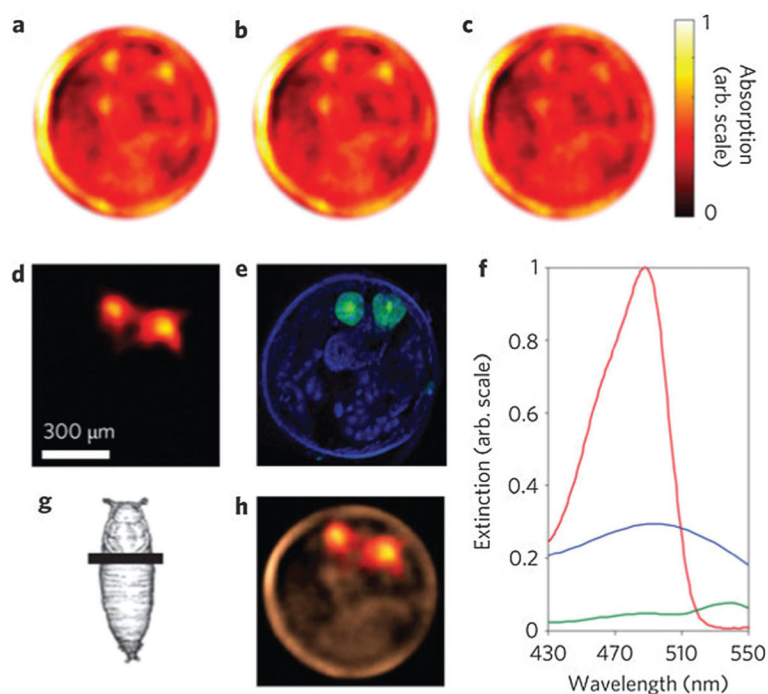 a
b
c
1
Absorption
(arb. scale)
0
d
300 µm
e
f
1
0.8
0.6
0.4
0.2
0
Extinction (arb. scale)
430
470
510
550
Wavelength (nm)
g
h